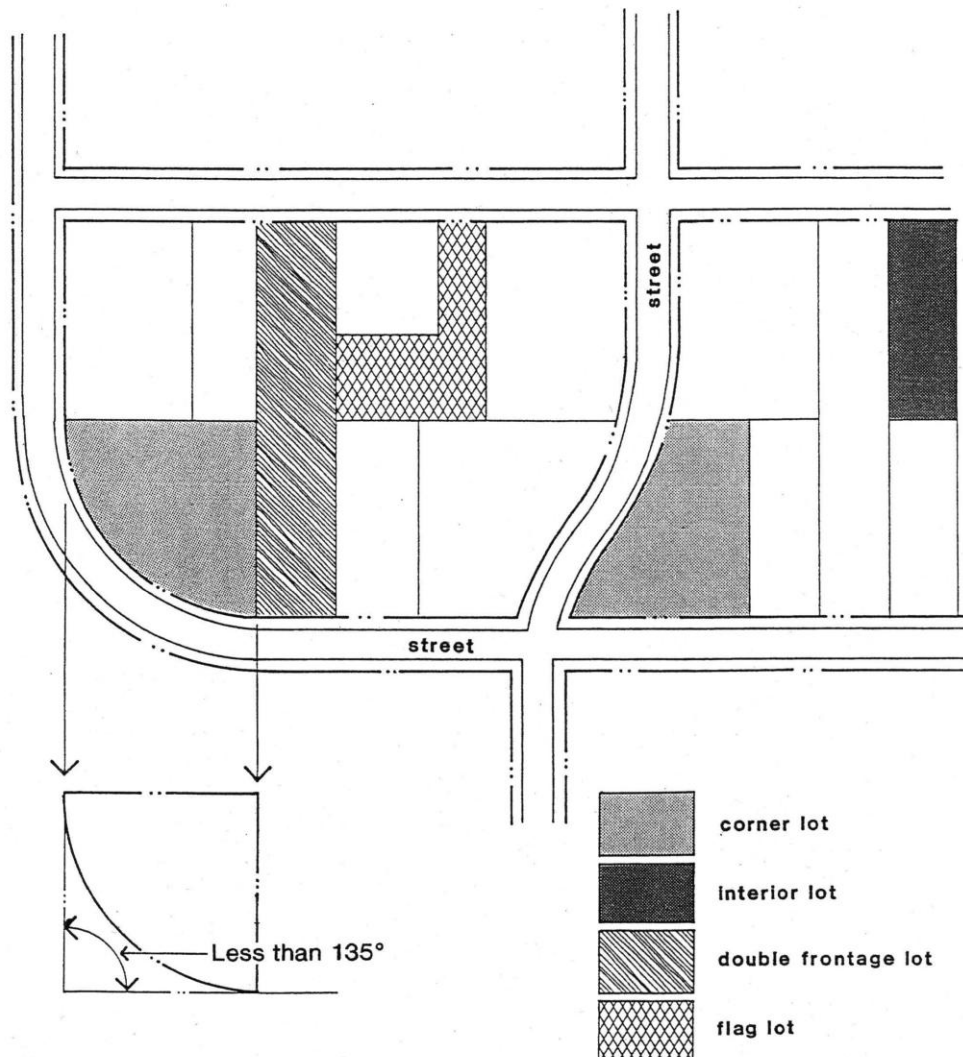 street
street
Less than 135°
corner lot
interior lot
double frontage lot
flag lot